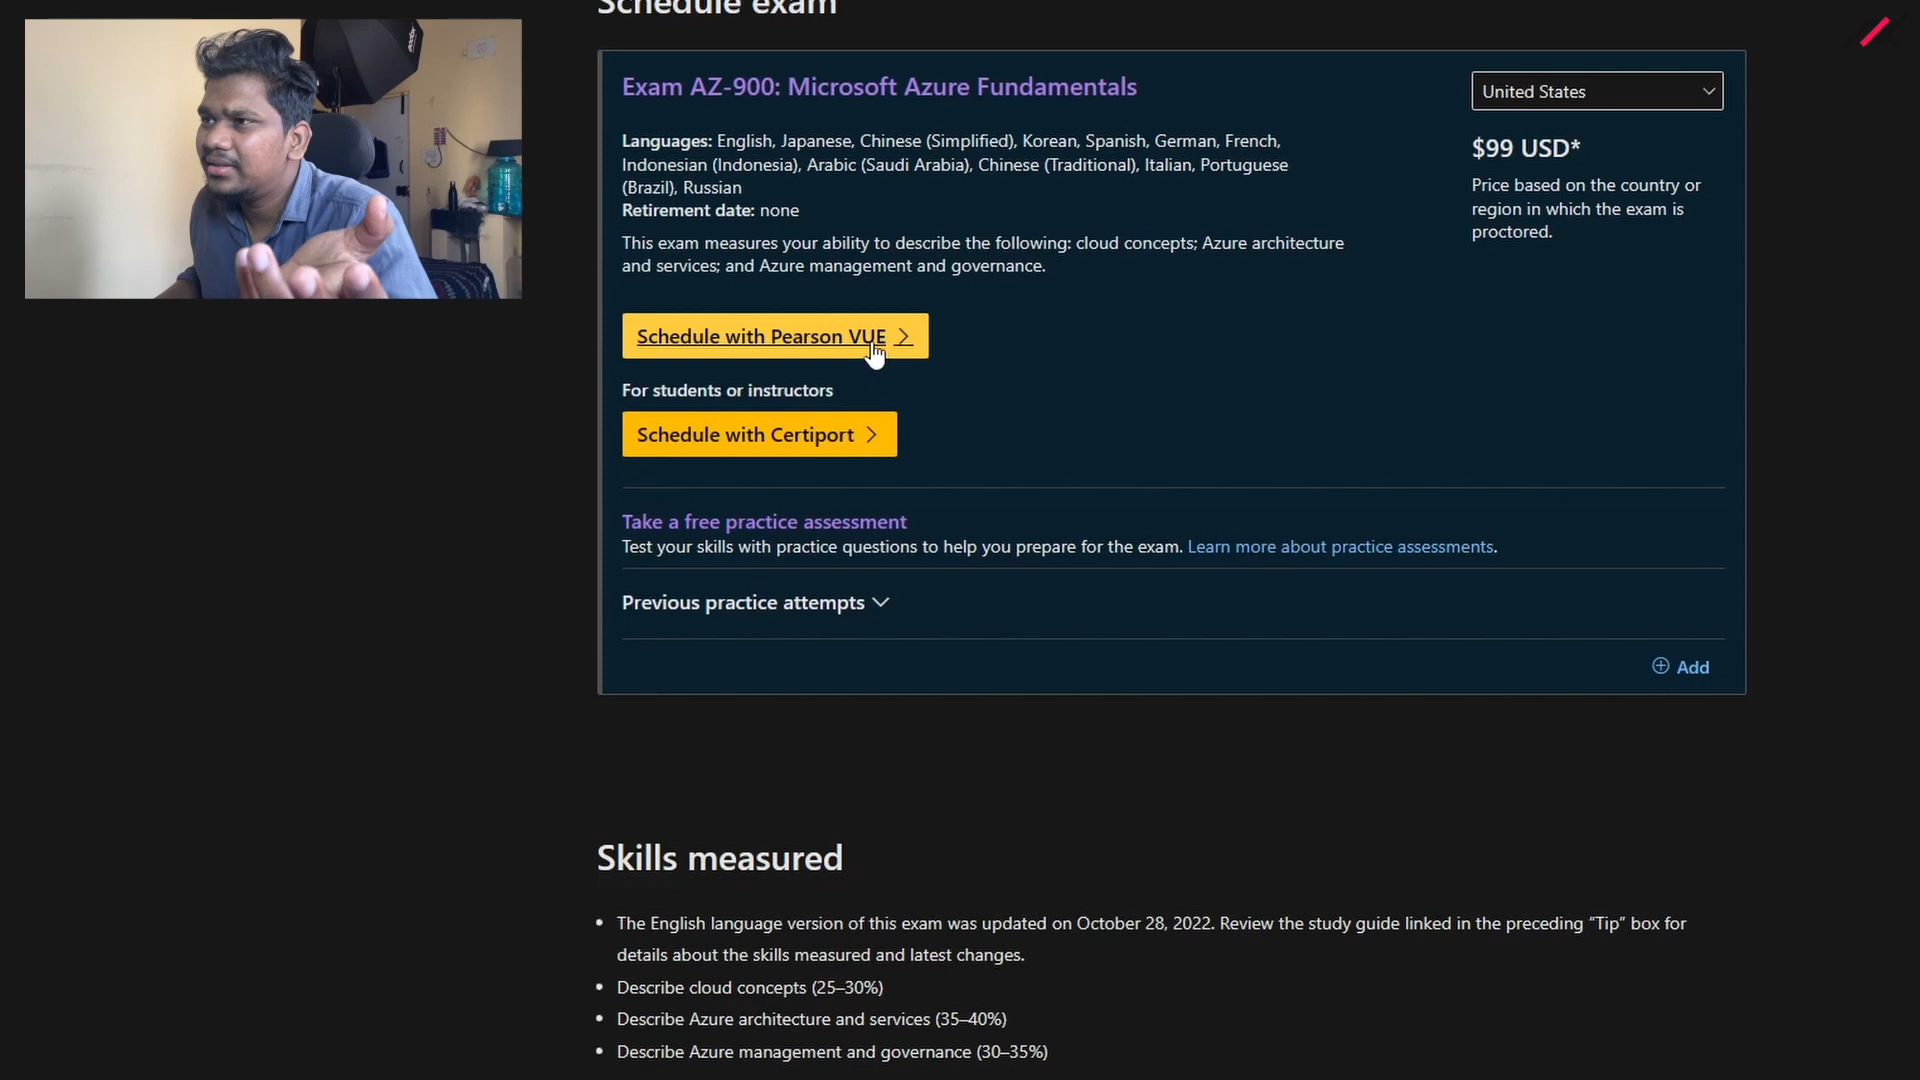 Schedule exam
Exam AZ-900: Microsoft Azure Fundamentals
United States
Languages: English, Japanese, Chinese (Simplified), Korean, Spanish, German, French,
Indonesian (Indonesia), Arabic (Saudi Arabia), Chinese (Traditional), Italian, Portuguese
(Brazil), Russian
Retirement date: none
This exam measures your ability to describe the following: cloud concepts; Azure architecture
and services; and Azure management and governance.
$99 USD*
Price based on the country or
region in which the exam is
proctored.
Schedule with Pearson VUE
For students or instructors
Schedule with Certiport
Take a free practice assessment
Test your skills with practice questions to help you prepare for the exam. Learn more about practice assessments.
Previous practice attempts
Add
Skills measured
• The English language version of this exam was updated on October 28, 2022. Review the study guide linked in the preceding “Tip” box for
details about the skills measured and latest changes.
• Describe cloud concepts (25–30%)
• Describe Azure architecture and services (35–40%)
• Describe Azure management and governance (30–35%)